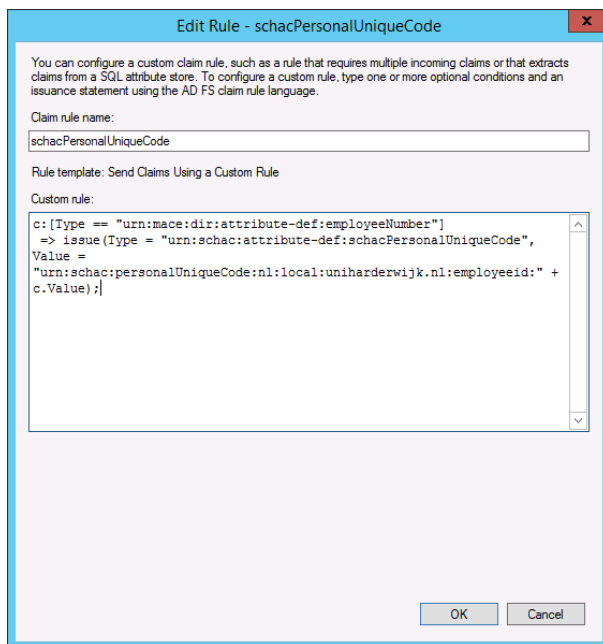 Edit Rule - schacPersonalUniqueCode
x
You can configure a custom claim rule, such as a rule that requires multiple incoming claims or that extracts
claims from a SQL attribute store. To configure a custom rule, type one or more optional conditions and an
issuance statement using the AD FS claim rule language.
Claim rule name:
schacPersonalUniqueCode
Rule template: Send Claims Using a Custom Rule
Custom rule:
c:[Type == "urn:mace:dir:attribute-def:employeeNumber"]
 => issue(Type = "urn:schac:attribute-def:schacPersonalUniqueCode",
Value =
"urn:schac:personalUniqueCode:nl:local:uniharderwijk.nl:employeeid:" +
c.Value);
OK
Cancel